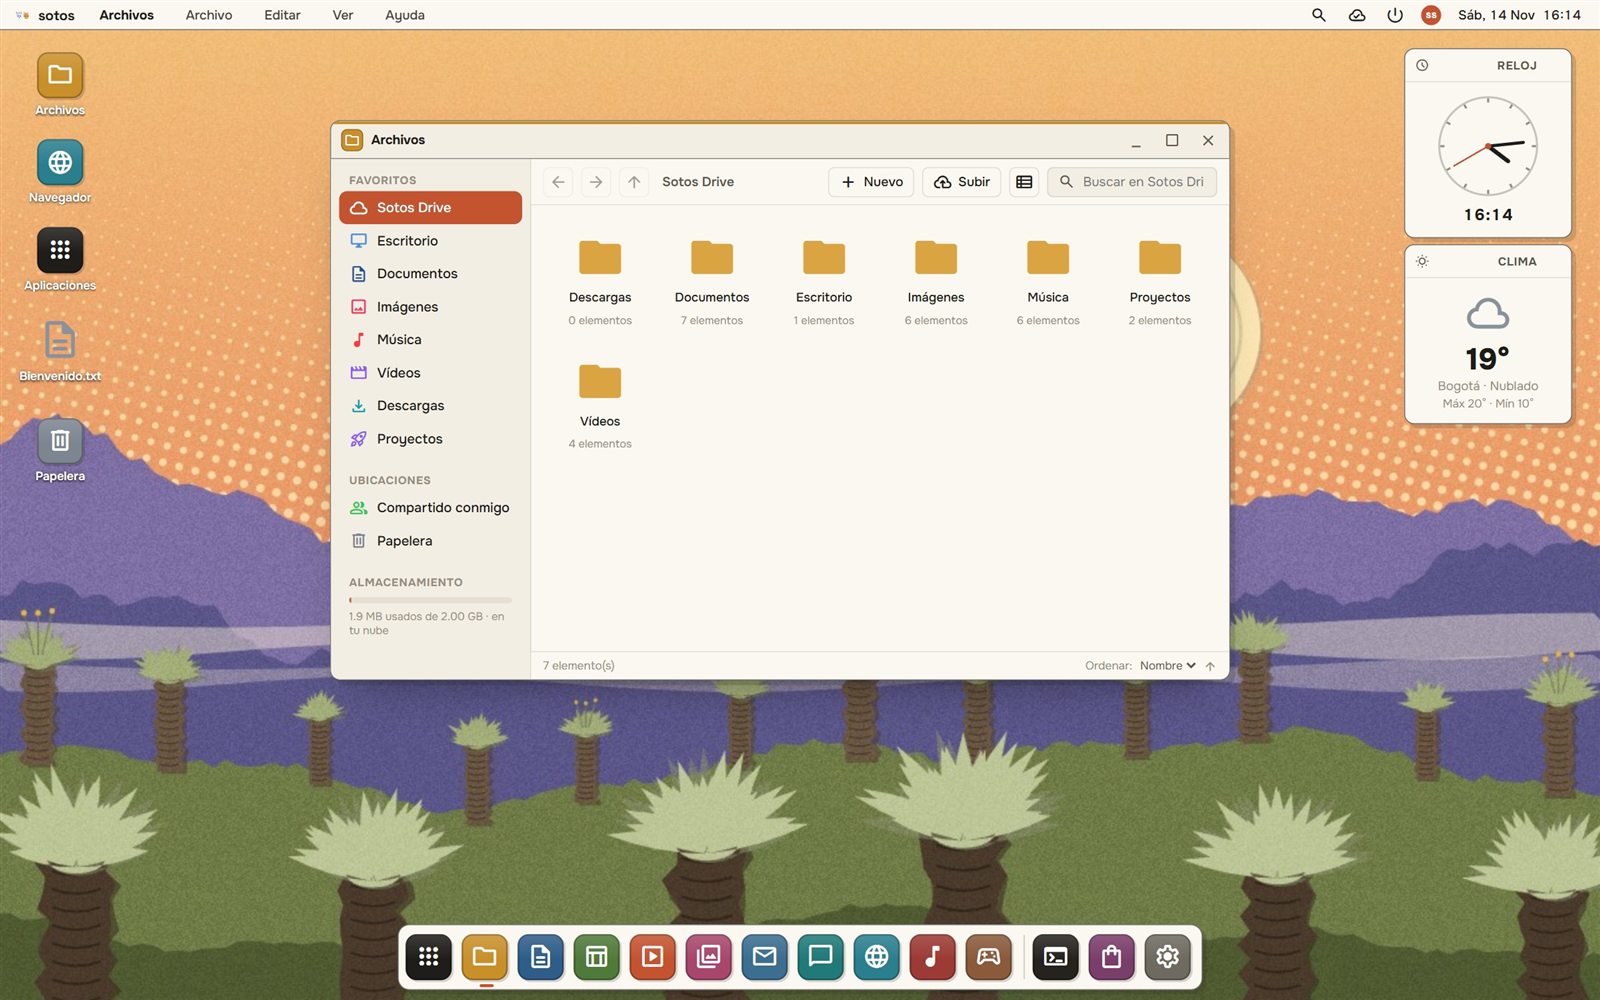 sotos Archivos Archivo Editar Ver Ayuda ss Sáb, 14 Nov 16:14
Archivos
Navegador
Aplicaciones
Bienvenido.txt
Papelera
Archivos
FAVORITOS
Sotos Drive
Escritorio
Documentos
Imágenes
Música
Vídeos
Descargas
Proyectos
UBICACIONES
Compartido conmigo
Papelera
ALMACENAMIENTO
1.9 MB usados de 2.00 GB · en
tu nube
Sotos Drive
Nuevo
Subir
Buscar en Sotos Dri
Descargas
0 elementos
Documentos
7 elementos
Escritorio
1 elementos
Imágenes
6 elementos
Música
6 elementos
Proyectos
2 elementos
Vídeos
4 elementos
7 elemento(s)
Ordenar: Nombre
RELOJ
16:14
CLIMA
19°
Bogotá · Nublado
Máx 20° · Mín 10°